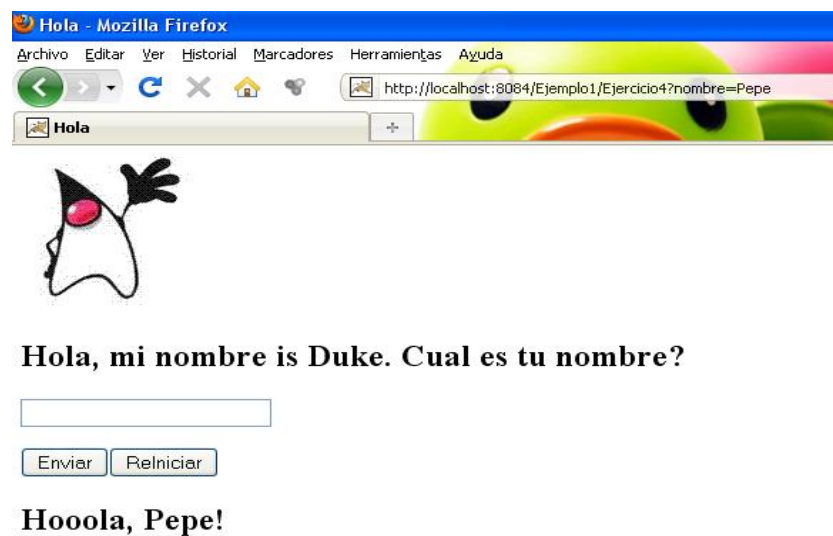 Hola - Mozilla Firefox
Archivo Editar Ver Historial Marcadores Herramientas Ayuda
http://localhost:8084/Ejemplo1/Ejercicio4?nombre=Pepe
Hola
Hola, mi nombre is Duke. Cual es tu nombre?
Enviar ReIniciar
Hooola, Pepe!